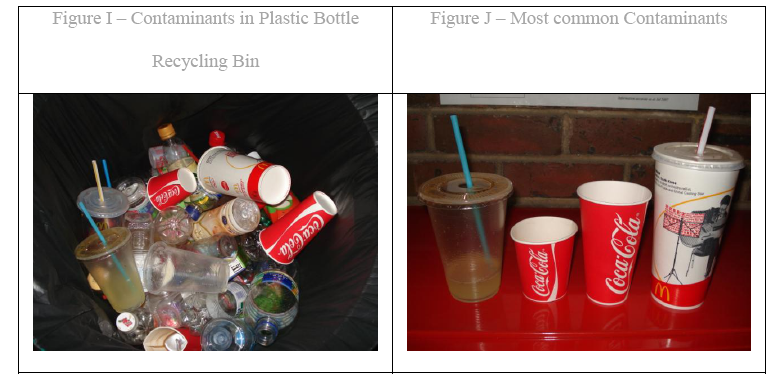 Figure I – Contaminants in Plastic Bottle
Recycling Bin
Figure J – Most common Contaminants
Coca-Cola
Coca-Cola
Coca-Cola
Coca-Cola